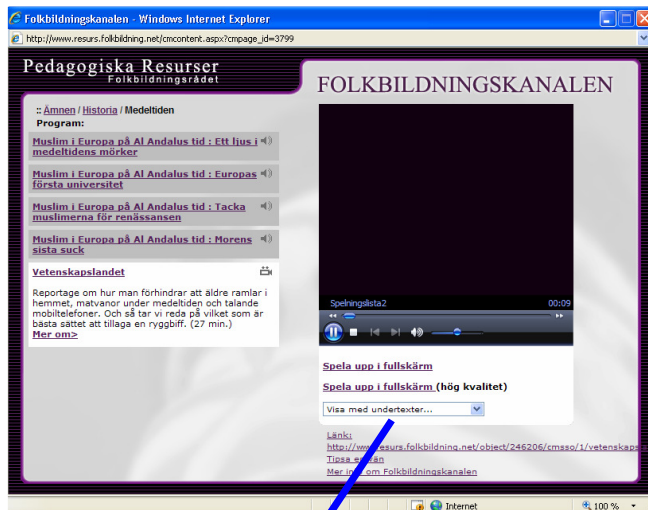 Folkbildningskanalen - Windows Internet Explorer
http://www.resurs.folkbildning.net/cmcontent.aspx?cmpage_id=3799
Pedagogiska Resurser
Folkbildningsrådet
FOLKBILDNINGSKANALEN
:: Ämnen / Historia / Medeltiden
Program:
Muslim i Europa på Al Andalus tid : Ett ljus i
medeltidens mörker
Muslim i Europa på Al Andalus tid : Europas
första universitet
Muslim i Europa på Al Andalus tid : Tacka
muslimerna för renässansen
Muslim i Europa på Al Andalus tid : Morens
sista suck
Vetenskapslandet
Reportage om hur man förhindrar att äldre ramlar i
hemmet, matvanor under medeltiden och talande
mobiltelefoner. Och så tar vi reda på vilket som är
bästa sättet att tillaga en ryggbiff. (27 min.)
Mer om>
Spelningslista2 00:09
Spela upp i fullskärm
Spela upp i fullskärm (hög kvalitet)
Visa med undertexter...
Länk:
http://www.resurs.folkbildning.net/object/246206/cmsso/1/vetenskaps
Tipsa
Mer om Folkbildningskanalen
Internet 100 %